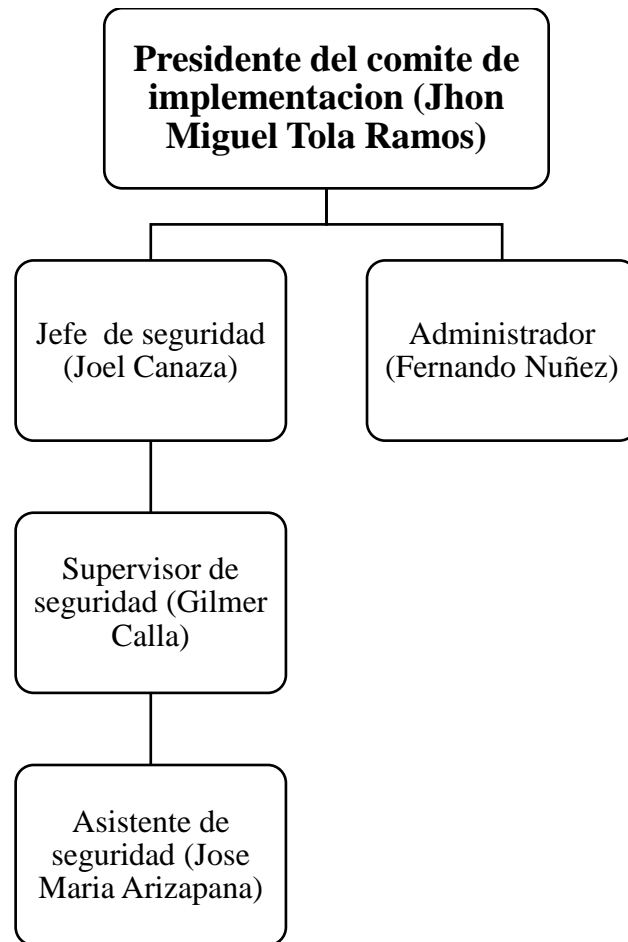 Presidente del comite de
implementacion (Jhon
Miguel Tola Ramos)
Jefe de seguridad
(Joel Canaza)
Administrador
(Fernando Nuñez)
Supervisor de
seguridad (Gilmer
Calla)
Asistente de
seguridad (Jose
Maria Arizapana)